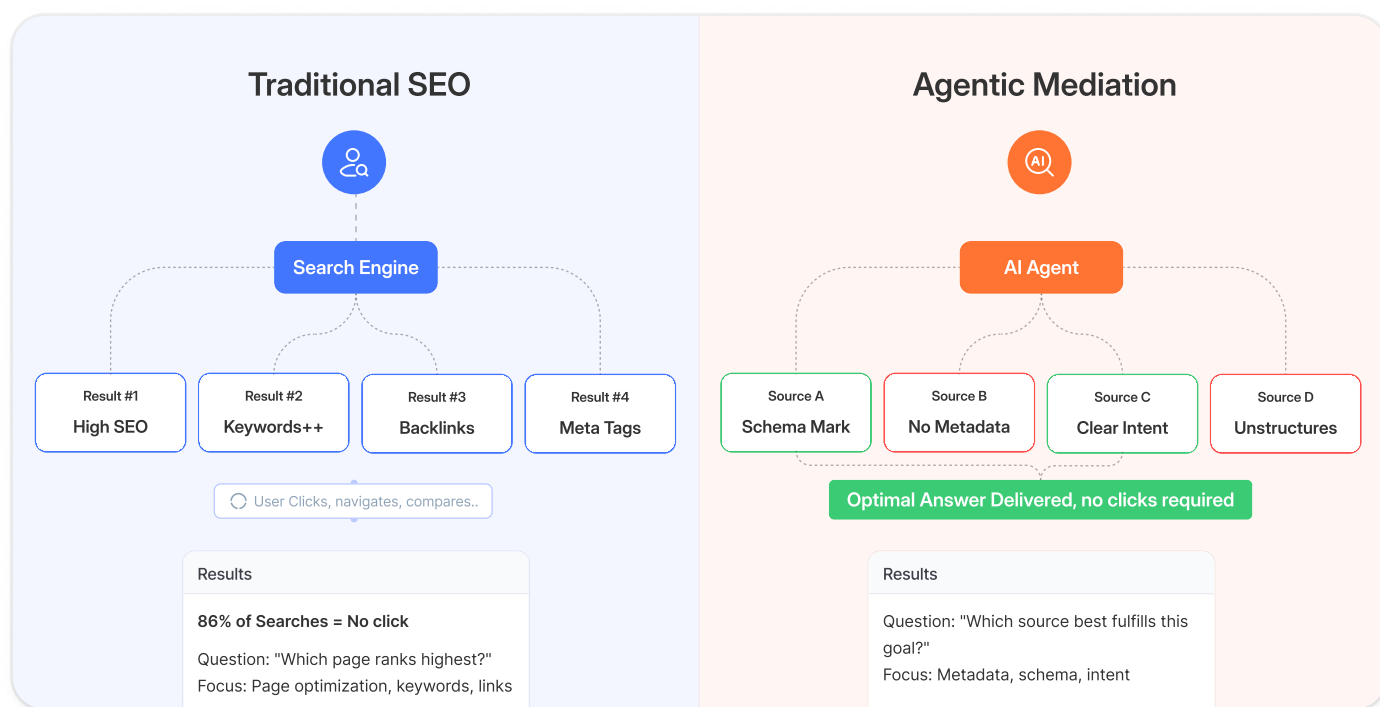 Traditional SEO
Search Engine
Result #1
High SEO
Result #2
Keywords++
Result #3
Backlinks
Result #4
Meta Tags
User Clicks, navigates, compares..
Results
86% of Searches = No click
Question: "Which page ranks highest?"
Focus: Page optimization, keywords, links
Agentic Mediation
AI
AI Agent
Source A
Schema Mark
Source B
No Metadata
Source C
Clear Intent
Source D
Unstructures
Optimal Answer Delivered, no clicks required
Results
Question: "Which source best fulfills this
goal?"
Focus: Metadata, schema, intent